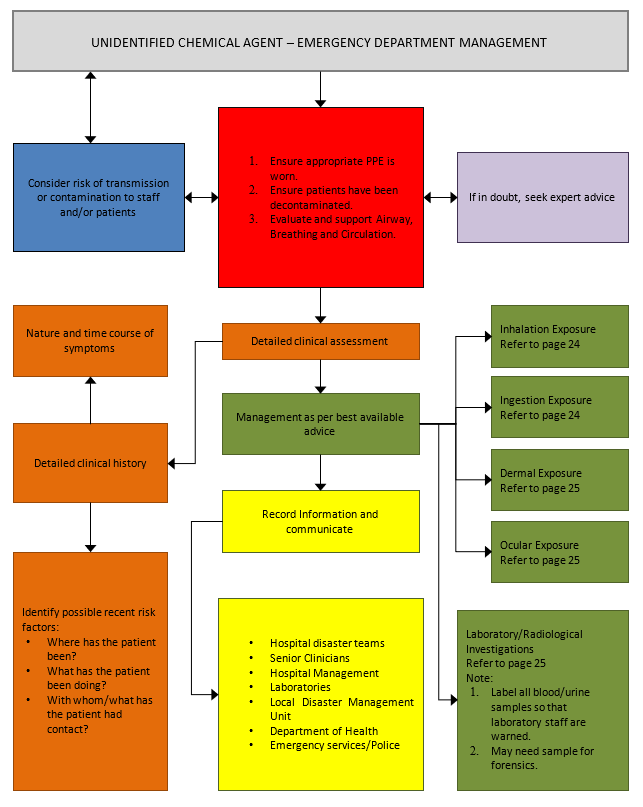 UNIDENTIFIED CHEMICAL AGENT – EMERGENCY DEPARTMENT MANAGEMENT
Consider risk of transmission
or contamination to staff
and/or patients
1. Ensure appropriate PPE is
worn.
2. Ensure patients have been
decontaminated.
3. Evaluate and support Airway,
Breathing and Circulation.
If in doubt, seek expert advice
Nature and time course of
symptoms
Detailed clinical assessment
Inhalation Exposure
Refer to page 24
Management as per best available
advice
Ingestion Exposure
Refer to page 24
Detailed clinical history
Dermal Exposure
Refer to page 25
Record Information and
communicate
Ocular Exposure
Refer to page 25
Identify possible recent risk
factors:
• Where has the patient
been?
• What has the patient
been doing?
• With whom/what has
the patient had
contact?
• Hospital disaster teams
• Senior Clinicians
• Hospital Management
• Laboratories
• Local Disaster Management
Unit
• Department of Health
• Emergency services/Police
Laboratory/Radiological
Investigations
Refer to page 25
Note:
1. Label all blood/urine
samples so that
laboratory staff are
warned.
2. May need sample for
forensics.